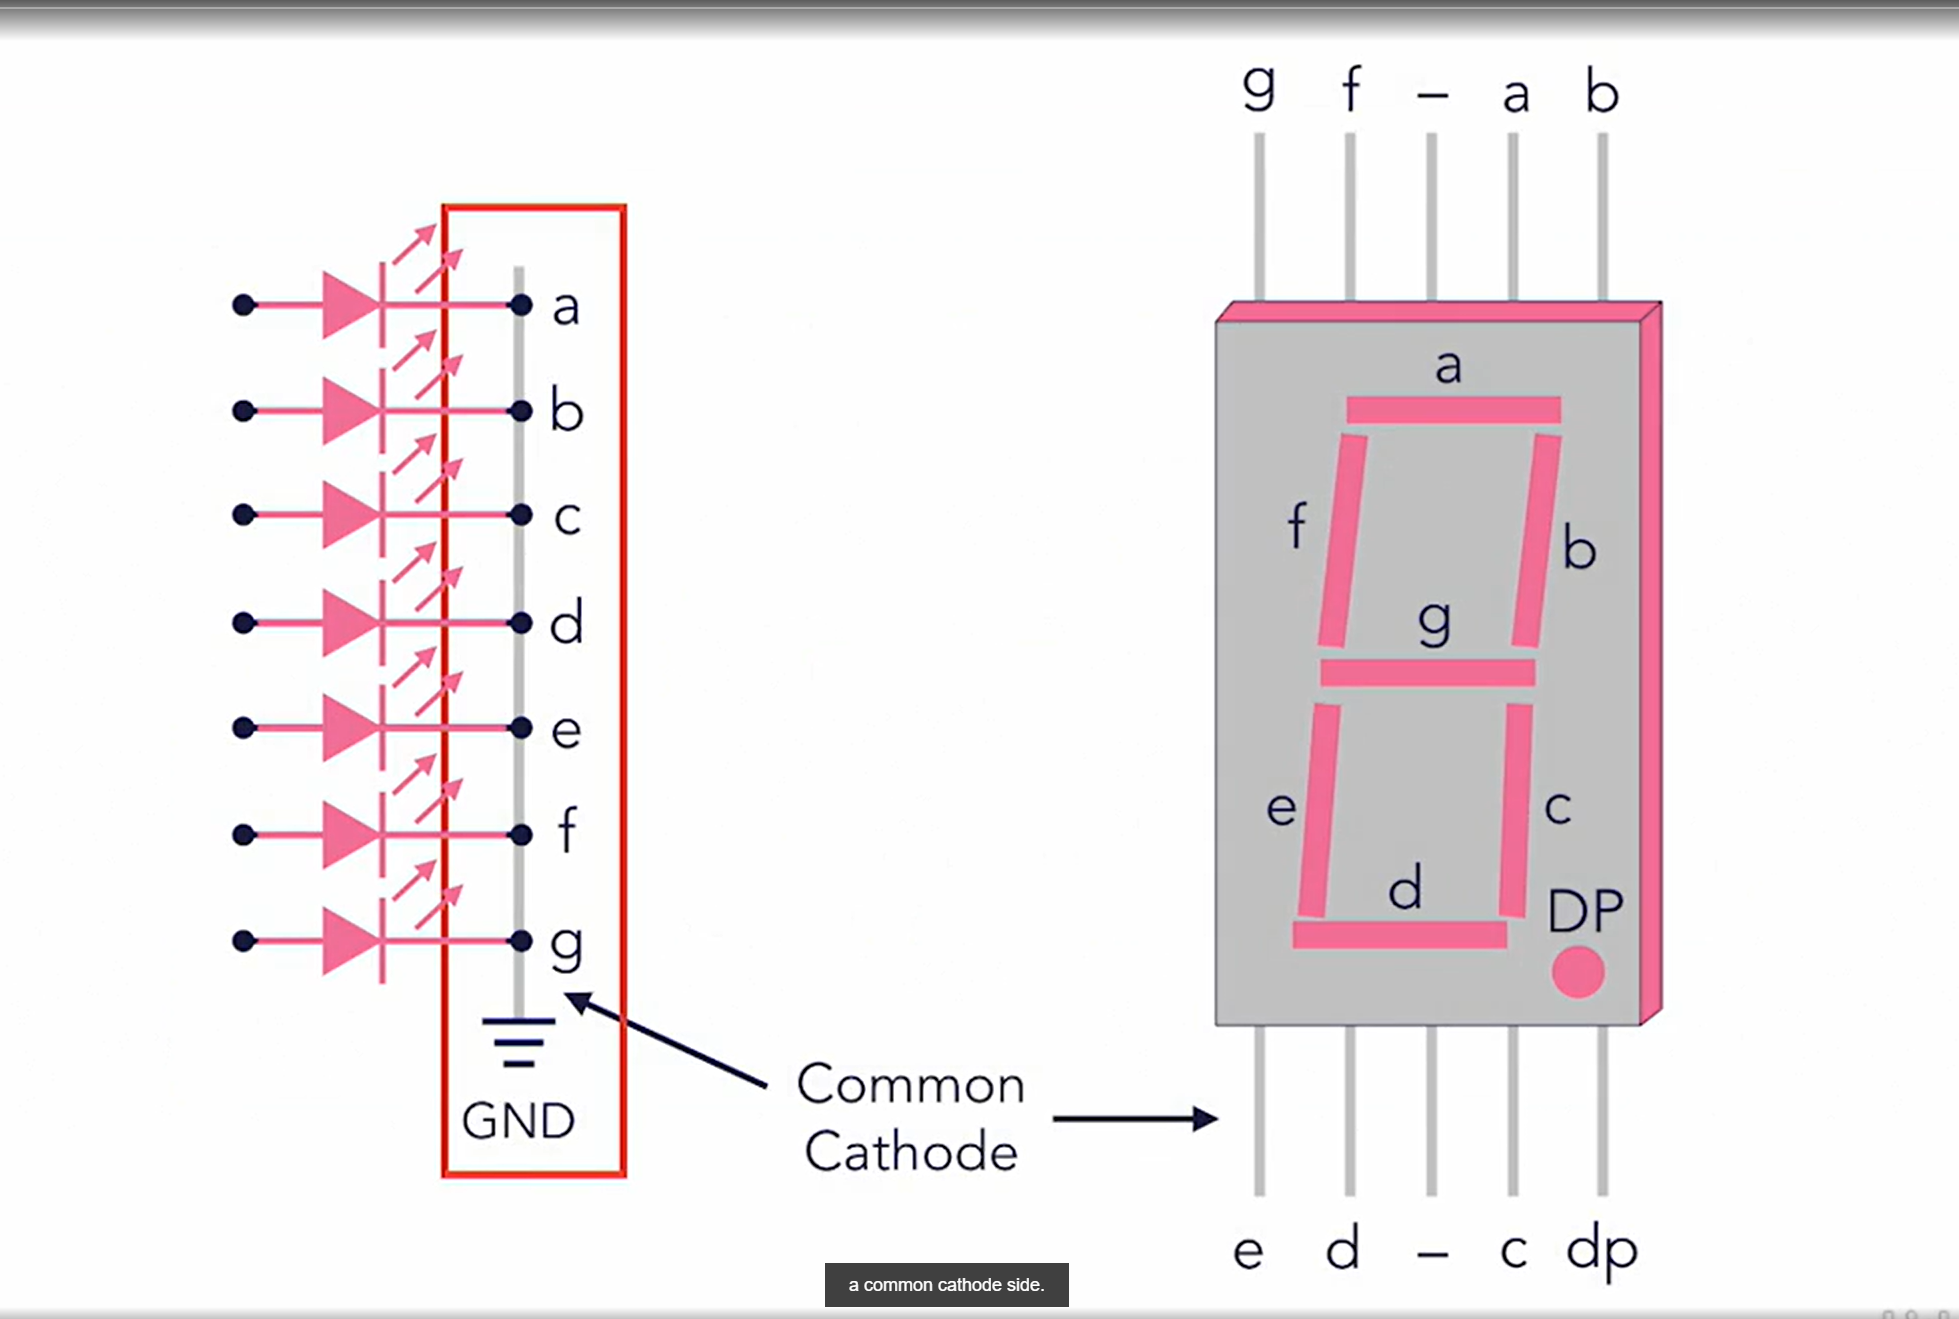 g f – a b
a
b
c
d
e
f
g
GND
Common
Cathode
a
f
b
g
e
c
d
DP
e d – c dp
a common cathode side.